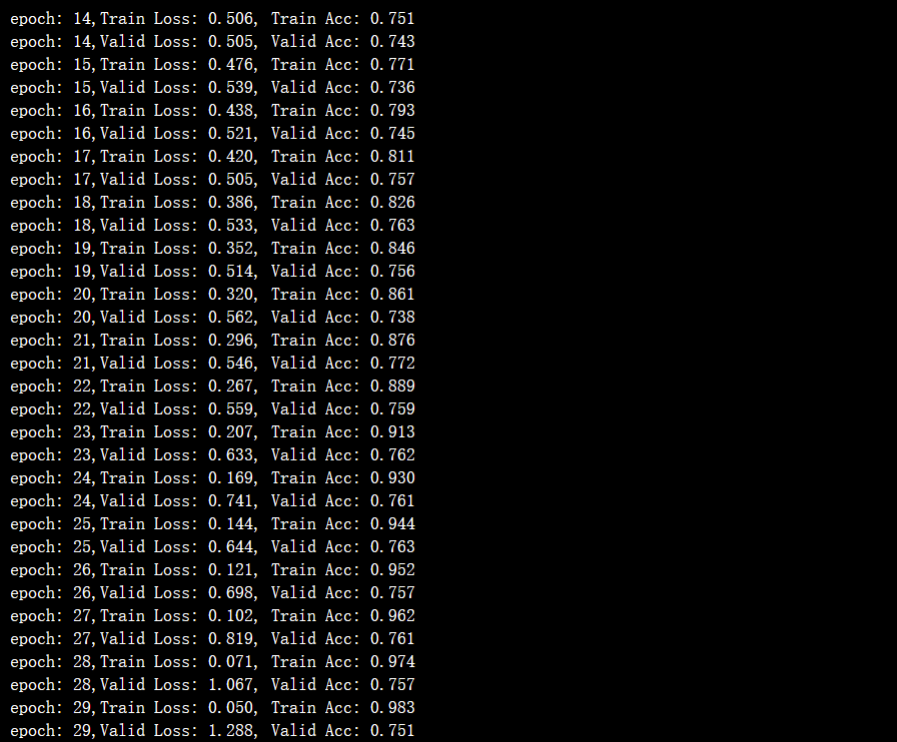 epoch: 14,Train Loss: 0.506, Train Acc: 0.751
epoch: 14,Valid Loss: 0.505, Valid Acc: 0.743
epoch: 15,Train Loss: 0.476, Train Acc: 0.771
epoch: 15,Valid Loss: 0.539, Valid Acc: 0.736
epoch: 16,Train Loss: 0.438, Train Acc: 0.793
epoch: 16,Valid Loss: 0.521, Valid Acc: 0.745
epoch: 17,Train Loss: 0.420, Train Acc: 0.811
epoch: 17,Valid Loss: 0.505, Valid Acc: 0.757
epoch: 18,Train Loss: 0.386, Train Acc: 0.826
epoch: 18,Valid Loss: 0.533, Valid Acc: 0.763
epoch: 19,Train Loss: 0.352, Train Acc: 0.846
epoch: 19,Valid Loss: 0.514, Valid Acc: 0.756
epoch: 20,Train Loss: 0.320, Train Acc: 0.861
epoch: 20,Valid Loss: 0.562, Valid Acc: 0.738
epoch: 21,Train Loss: 0.296, Train Acc: 0.876
epoch: 21,Valid Loss: 0.546, Valid Acc: 0.772
epoch: 22,Train Loss: 0.267, Train Acc: 0.889
epoch: 22,Valid Loss: 0.559, Valid Acc: 0.759
epoch: 23,Train Loss: 0.207, Train Acc: 0.913
epoch: 23,Valid Loss: 0.633, Valid Acc: 0.762
epoch: 24,Train Loss: 0.169, Train Acc: 0.930
epoch: 24,Valid Loss: 0.741, Valid Acc: 0.761
epoch: 25,Train Loss: 0.144, Train Acc: 0.944
epoch: 25,Valid Loss: 0.644, Valid Acc: 0.763
epoch: 26,Train Loss: 0.121, Train Acc: 0.952
epoch: 26,Valid Loss: 0.698, Valid Acc: 0.757
epoch: 27,Train Loss: 0.102, Train Acc: 0.962
epoch: 27,Valid Loss: 0.819, Valid Acc: 0.761
epoch: 28,Train Loss: 0.071, Train Acc: 0.974
epoch: 28,Valid Loss: 1.067, Valid Acc: 0.757
epoch: 29,Train Loss: 0.050, Train Acc: 0.983
epoch: 29,Valid Loss: 1.288, Valid Acc: 0.751